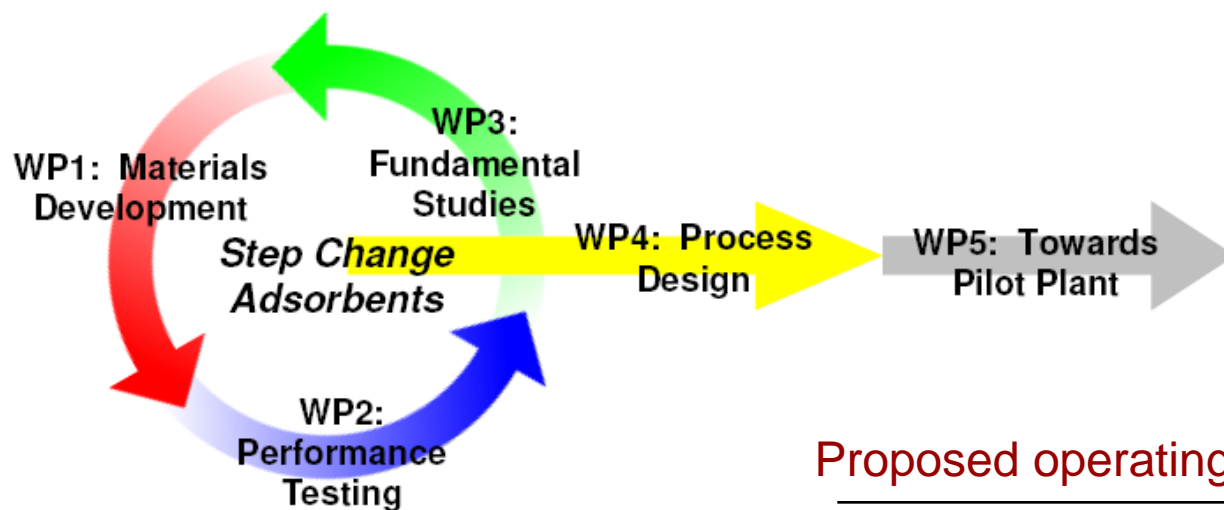 WP3:
Fundamental
Studies
WP1: Materials
Development
Step Change
Adsorbents
WP4: Process
Design
WP5: Towards
Pilot Plant
WP2:
Performance
Testing
Proposed operating